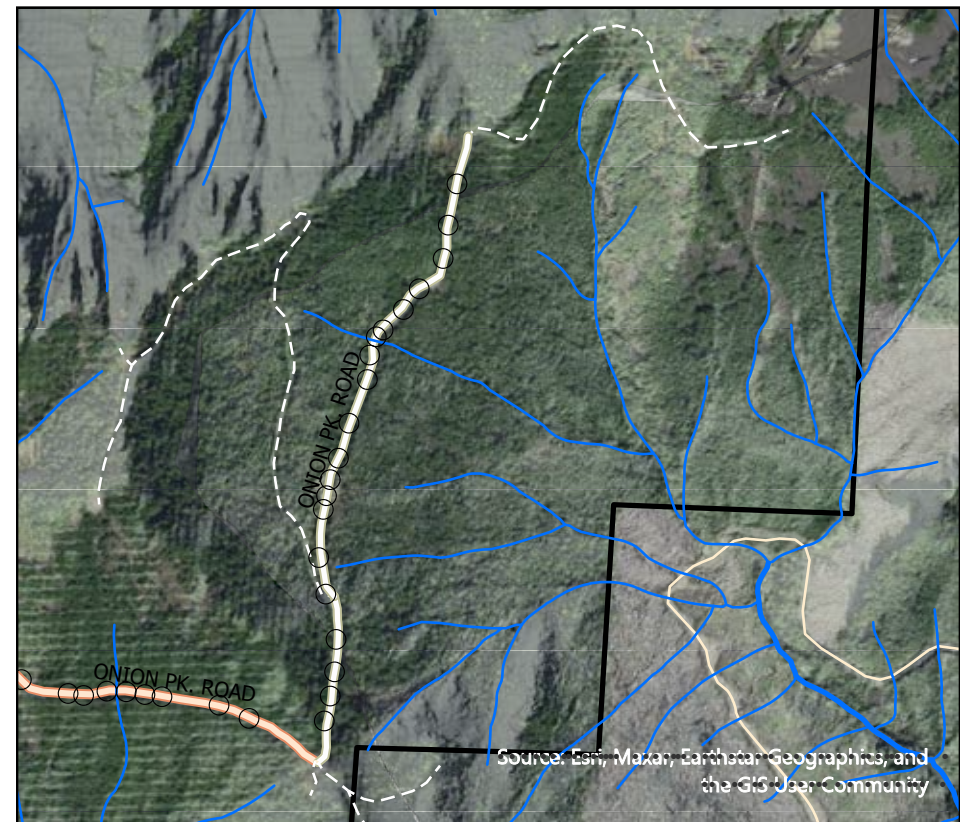 ONION PK. ROAD
ONION PK. ROAD
Source: Esri, Maxar, Earthstar Geographics, and
the GIS User Community